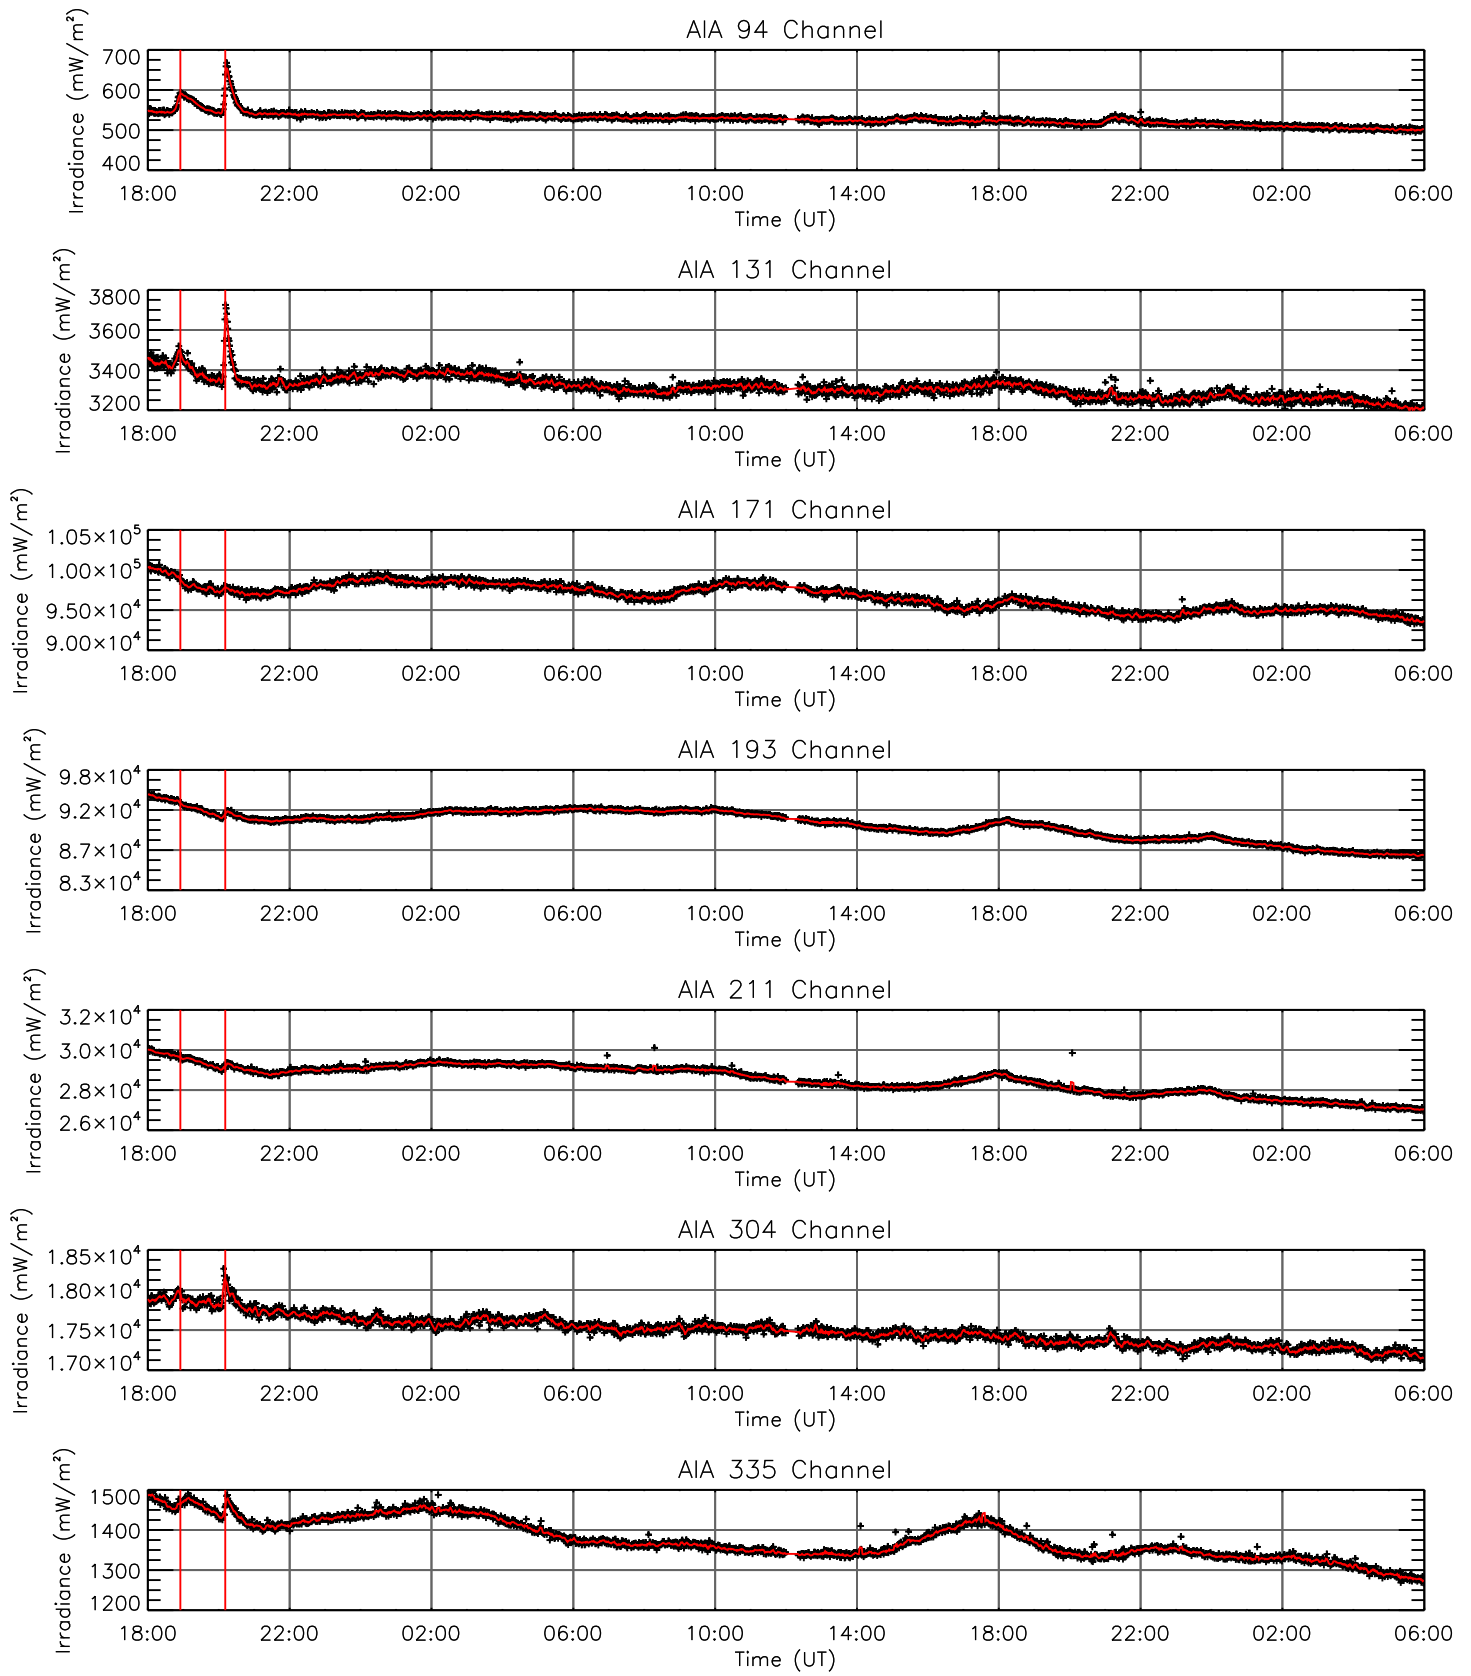 AIA 94 Channel
Irradiance (mW/m²)
700
600
500
400
18:00 22:00 02:00 06:00 10:00 14:00 18:00 22:00 02:00 06:00
Time (UT)
AIA 131 Channel
Irradiance (mW/m²)
3800
3600
3400
3200
18:00 22:00 02:00 06:00 10:00 14:00 18:00 22:00 02:00 06:00
Time (UT)
AIA 171 Channel
Irradiance (mW/m²)
1.05×10⁵
1.00×10⁵
9.50×10⁴
9.00×10⁴
18:00 22:00 02:00 06:00 10:00 14:00 18:00 22:00 02:00 06:00
Time (UT)
AIA 193 Channel
Irradiance (mW/m²)
9.8×10⁴
9.2×10⁴
8.7×10⁴
8.3×10⁴
18:00 22:00 02:00 06:00 10:00 14:00 18:00 22:00 02:00 06:00
Time (UT)
AIA 211 Channel
Irradiance (mW/m²)
3.2×10⁴
3.0×10⁴
2.8×10⁴
2.6×10⁴
18:00 22:00 02:00 06:00 10:00 14:00 18:00 22:00 02:00 06:00
Time (UT)
AIA 304 Channel
Irradiance (mW/m²)
1.85×10⁴
1.80×10⁴
1.75×10⁴
1.70×10⁴
18:00 22:00 02:00 06:00 10:00 14:00 18:00 22:00 02:00 06:00
Time (UT)
AIA 335 Channel
Irradiance (mW/m²)
1500
1400
1300
1200
18:00 22:00 02:00 06:00 10:00 14:00 18:00 22:00 02:00 06:00
Time (UT)